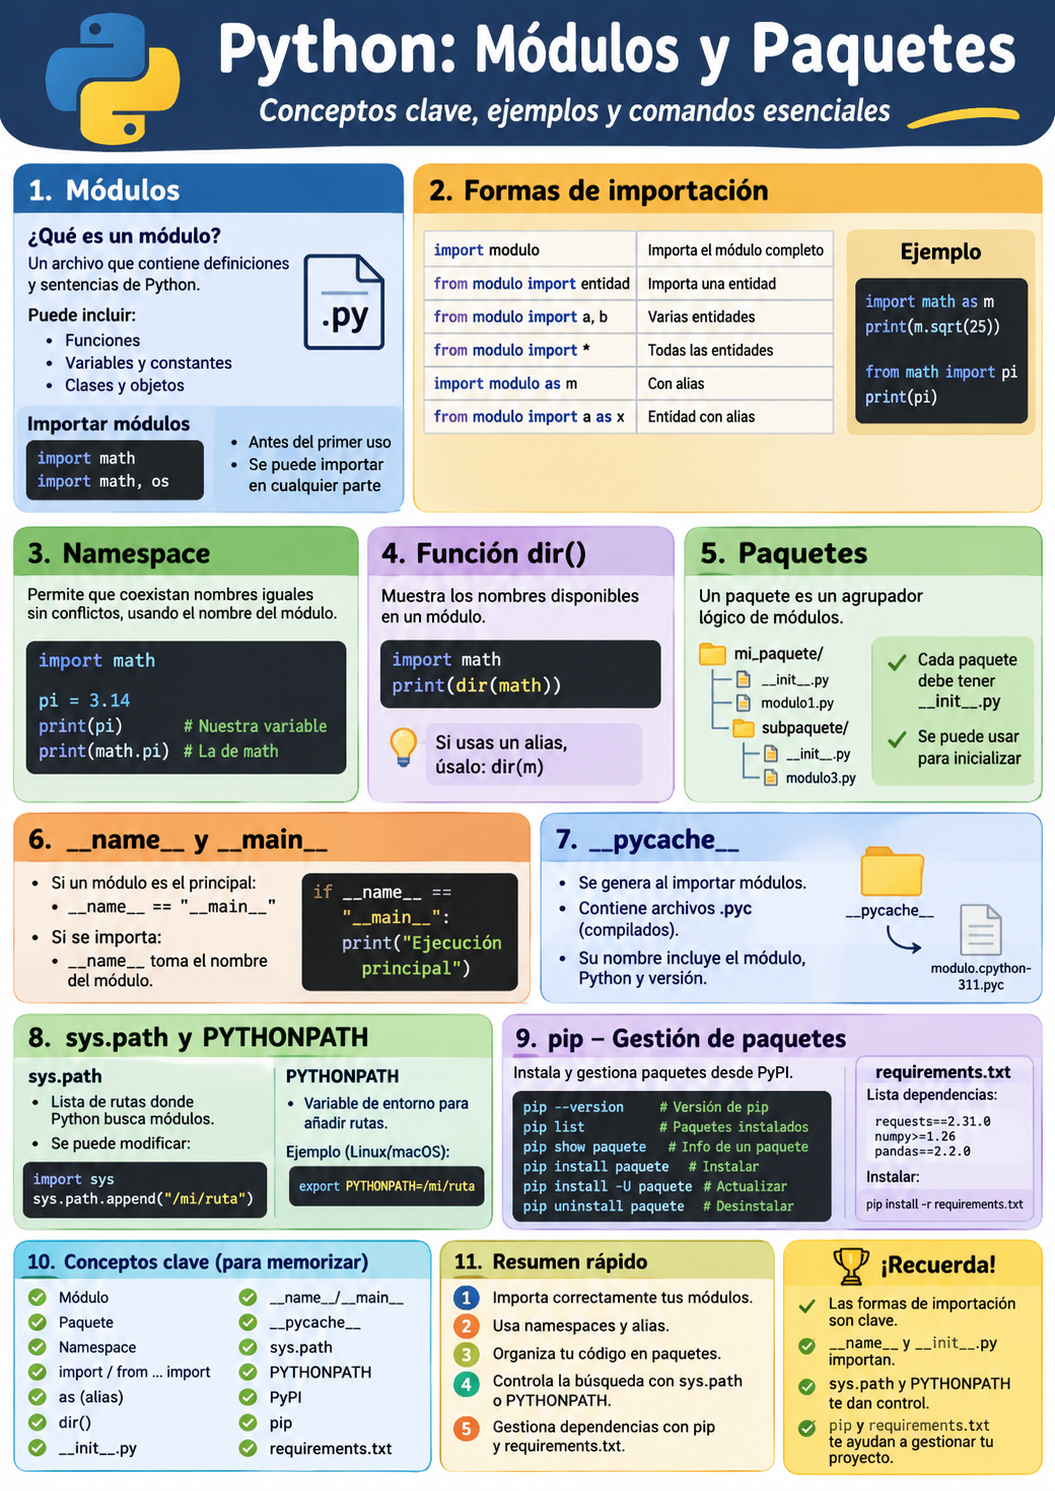 Python: Módulos y Paquetes
Conceptos clave, ejemplos y comandos esenciales
1. Módulos
¿Qué es un módulo?
Un archivo que contiene definiciones
y sentencias de Python.
.py
Puede incluir:
• Funciones
• Variables y constantes
• Clases y objetos
Importar módulos
import math
import math, os
• Antes del primer uso
• Se puede importar
en cualquier parte
2. Formas de importación
import modulo Importa el módulo completo
from modulo import entidad Importa una entidad
from modulo import a, b Varias entidades
from modulo import * Todas las entidades
import modulo as m Con alias
from modulo import a as x Entidad con alias
Ejemplo
import math as m
print(m.sqrt(25))
from math import pi
print(pi)
3. Namespace
Permite que coexistan nombres iguales
sin conflictos, usando el nombre del módulo.
import math
pi = 3.14
print(pi) # Nuestra variable
print(math.pi) # La de math
4. Función dir()
Muestra los nombres disponibles
en un módulo.
import math
print(dir(math))
Si usas un alias,
úsalo: dir(m)
5. Paquetes
Un paquete es un agrupador
lógico de módulos.
mi_paquete/
__init__.py
modulo1.py
subpaquete/
__init__.py
modulo3.py
Cada paquete
debe tener
__init__.py
Se puede usar
para inicializar
6. __name__ y __main__
• Si un módulo es el principal:
• __name__ == "__main__"
• Si se importa:
• __name__ toma el nombre
del módulo.
if __name__ ==
"__main__":
print("Ejecución
principal")
7. __pycache__
• Se genera al importar módulos.
• Contiene archivos .pyc
(compilados).
• Su nombre incluye el módulo,
Python y versión.
__pycache__
modulo.cpython-
311.pyc
8. sys.path y PYTHONPATH
sys.path
• Lista de rutas donde
Python busca módulos.
• Se puede modificar:
import sys
sys.path.append("/mi/ruta")
PYTHONPATH
• Variable de entorno para
añadir rutas.
Ejemplo (Linux/macOS):
export PYTHONPATH=/mi/ruta
9. pip – Gestión de paquetes
Instala y gestiona paquetes desde PyPI.
pip --version # Versión de pip
pip list # Paquetes instalados
pip show paquete # Info de un paquete
pip install paquete # Instalar
pip install -U paquete # Actualizar
pip uninstall paquete # Desinstalar
requirements.txt
Lista dependencias:
requests==2.31.0
numpy>=1.26
pandas==2.2.0
Instalar:
pip install -r requirements.txt
10. Conceptos clave (para memorizar)
Módulo
Paquete
Namespace
import / from ... import
as (alias)
dir()
__init__.py
__name__/__main__
__pycache__
sys.path
PYTHONPATH
PyPI
pip
requirements.txt
11. Resumen rápido
1 Importa correctamente tus módulos.
2 Usa namespaces y alias.
3 Organiza tu código en paquetes.
4 Controla la búsqueda con sys.path
o PYTHONPATH.
5 Gestiona dependencias con pip
y requirements.txt.
¡Recuerda!
Las formas de importación
son clave.
__name__ y __init__.py
importan.
sys.path y PYTHONPATH
te dan control.
pip y requirements.txt
te ayudan a gestionar tu
proyecto.